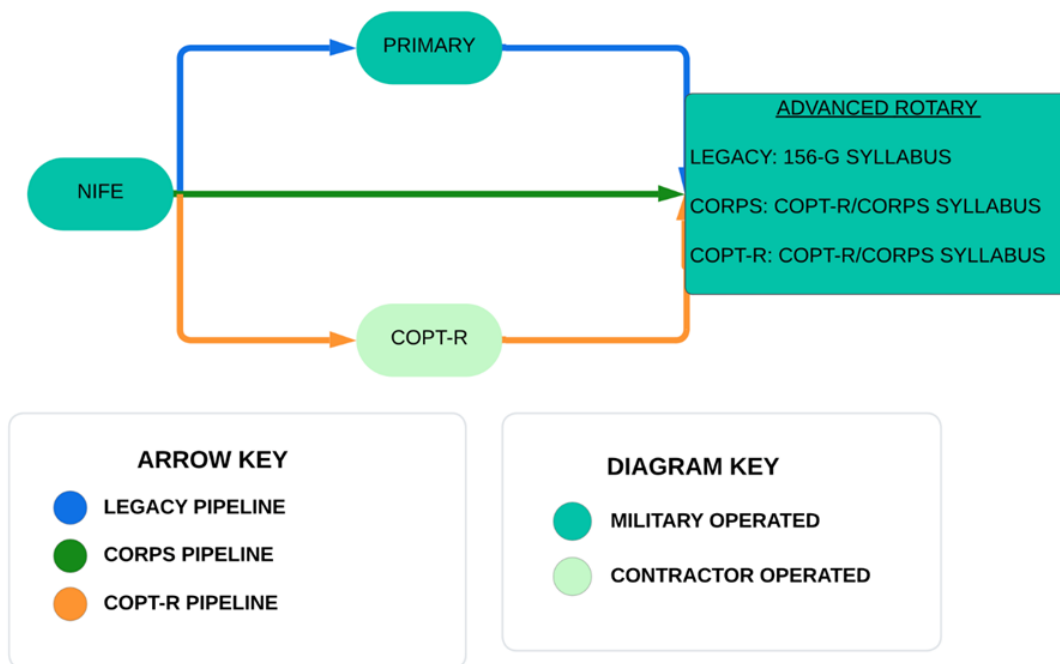 PRIMARY
NIFE
ADVANCED ROTARY
LEGACY: 156-G SYLLABUS
CORPS: COPT-R/CORPS SYLLABUS
COPT-R: COPT-R/CORPS SYLLABUS
COPT-R
ARROW KEY
LEGACY PIPELINE
CORPS PIPELINE
COPT-R PIPELINE
DIAGRAM KEY
MILITARY OPERATED
CONTRACTOR OPERATED